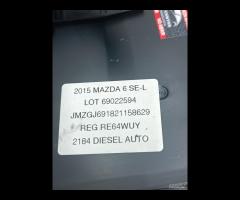 2015 MAZDA 6 SE-L
LOT 69022594
JMZGJ691821158629
REG RE64WUY
2184 DIESEL AUTO